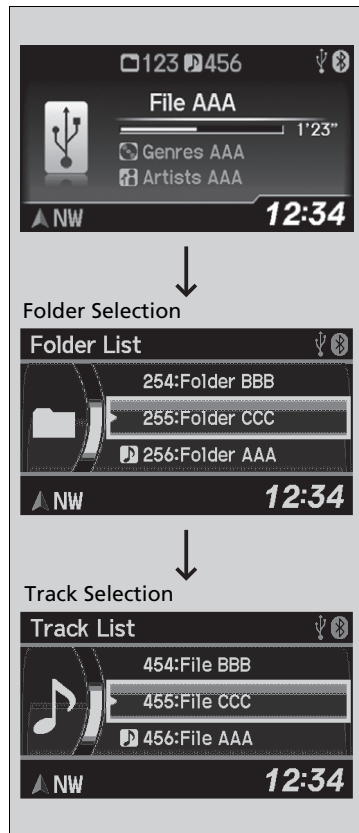 123 456
File AAA
1'23"
Genres AAA
Artists AAA
NW 12:34
Folder Selection
Folder List
254:Folder BBB
255:Folder CCC
256:Folder AAA
NW 12:34
Track Selection
Track List
454:File BBB
455:File CCC
456:File AAA
NW 12:34